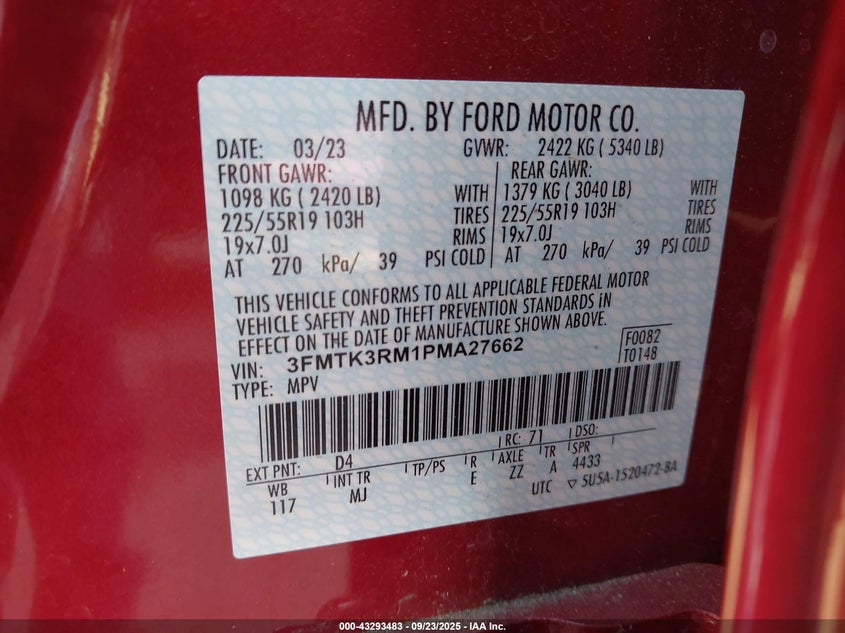 MFD. BY FORD MOTOR CO.
DATE: 03/23 GVWR: 2422 KG ( 5340 LB)
FRONT GAWR: REAR GAWR:
1098 KG ( 2420 LB) WITH 1379 KG ( 3040 LB) WITH
225/55R19 103H TIRES 225/55R19 103H TIRES
19x7.0J RIMS 19x7.0J RIMS
AT 270 kPa/ 39 PSI COLD AT 270 kPa/ 39 PSI COLD
THIS VEHICLE CONFORMS TO ALL APPLICABLE FEDERAL MOTOR
VEHICLE SAFETY AND THEFT PREVENTION STANDARDS iN
EFFECT ON THE DATE OF MANUFACTURE SHOWN ABOVE.
VIN: 3FMTK3RM1PMA27662 F0082
TYPE: MPV T0148
RC: 71 DSO:
EXT PNT: D4
WB INT TR TP/PS R AXLE TR SPR
117 MJ E ZZ A 4433
UTC ▽ 5U5A-1520472-BA
000-43293483 - 09/23/2025 - IAA Inc.